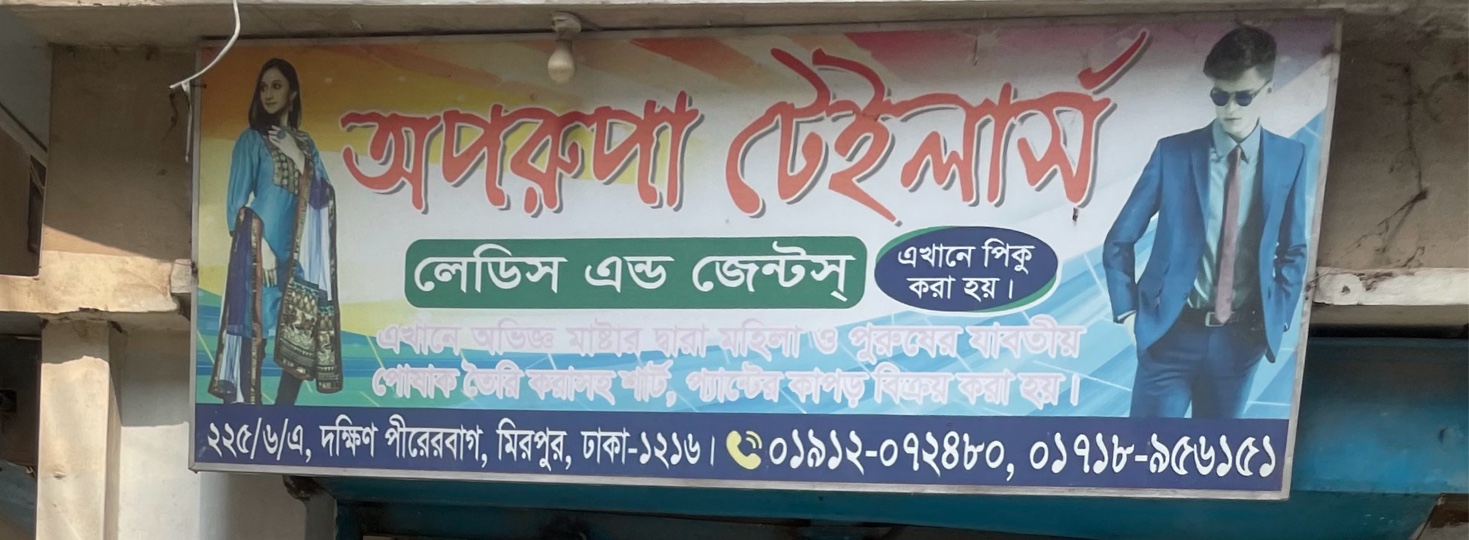 অপরুপা টেইলার্স
লেডিস এন্ড জেন্টস্
এখানে পিকু
করা হয়।
এখানে অভিজ্ঞ মাষ্টার দ্বারা মহিলা ও পুরুষের যাবতীয়
পোষাক তৈরি করাসহ শার্ট, প্যান্টের কাপড় বিক্রয় করা হয়।
২২৫/৬/এ, দক্ষিণ পীরেরবাগ, মিরপুর, ঢাকা-১২১৬। ০১৯১২-০৭২৪৮০, ০১৭১৮-৯৫৬১৫১